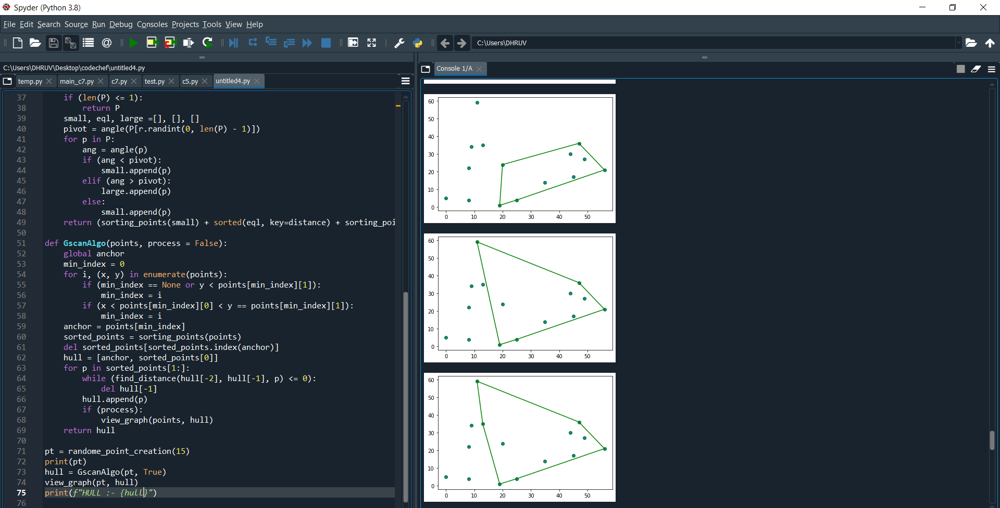 Spyder (Python 3.8)
File Edit Search Source Run Debug Consoles Projects Tools View Help
C:\Users\DHRUV
C:\Users\DHRUV\Desktop\codechef\untitled4.py
temp.py main_c7.py c7.py test.py c5.py untitled4.py
37 if (len(P) <= 1):
38 return P
39 small, eql, large =[], [], []
40 pivot = angle(P[r.randint(0, len(P) - 1)])
41 for p in P:
42 ang = angle(p)
43 if (ang < pivot):
44 small.append(p)
45 elif (ang > pivot):
46 large.append(p)
47 else:
48 small.append(p)
49 return (sorting_points(small) + sorted(eql, key=distance) + sorting_poi
50
51 def GscanAlgo(points, process = False):
52 global anchor
53 min_index = 0
54 for i, (x, y) in enumerate(points):
55 if (min_index == None or y < points[min_index][1]):
56 min_index = i
57 if (x < points[min_index][0] < y == points[min_index][1]):
58 min_index = i
59 anchor = points[min_index]
60 sorted_points = sorting_points(points)
61 del sorted_points[sorted_points.index(anchor)]
62 hull = [anchor, sorted_points[0]]
63 for p in sorted_points[1:]:
64 while (find_distance(hull[-2], hull[-1], p) <= 0):
65 del hull[-1]
66 hull.append(p)
67 if (process):
68 view_graph(points, hull)
69 return hull
70
71 pt = randome_point_creation(15)
72 print(pt)
73 hull = GscanAlgo(pt, True)
74 view_graph(pt, hull)
75 print(f"HULL :- {hull}")
76
Console 1/A
60
50
40
30
20
10
0
0 10 20 30 40 50
60
50
40
30
20
10
0
0 10 20 30 40 50
60
50
40
30
20
10
0
0 10 20 30 40 50